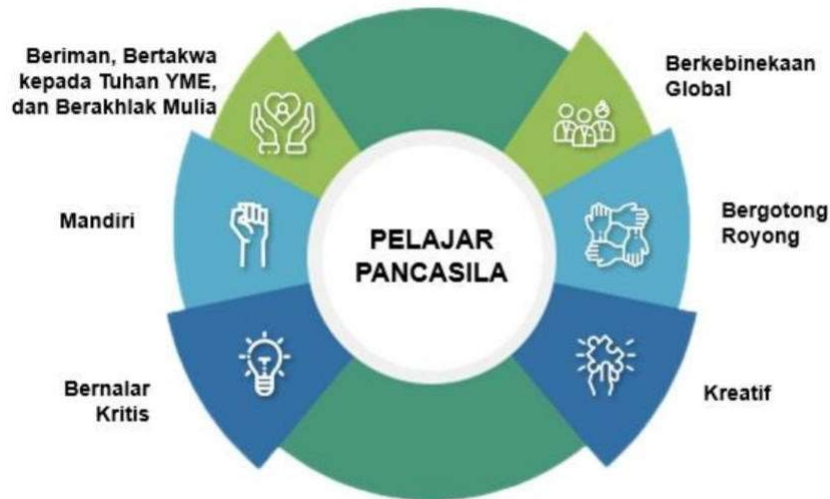 Beriman, Bertakwa
kepada Tuhan YME,
dan Berakhlak Mulia
Berkebinekaan
Global
Mandiri
PELAJAR
PANCASILA
Bergotong
Royong
Bernalar
Kritis
Kreatif